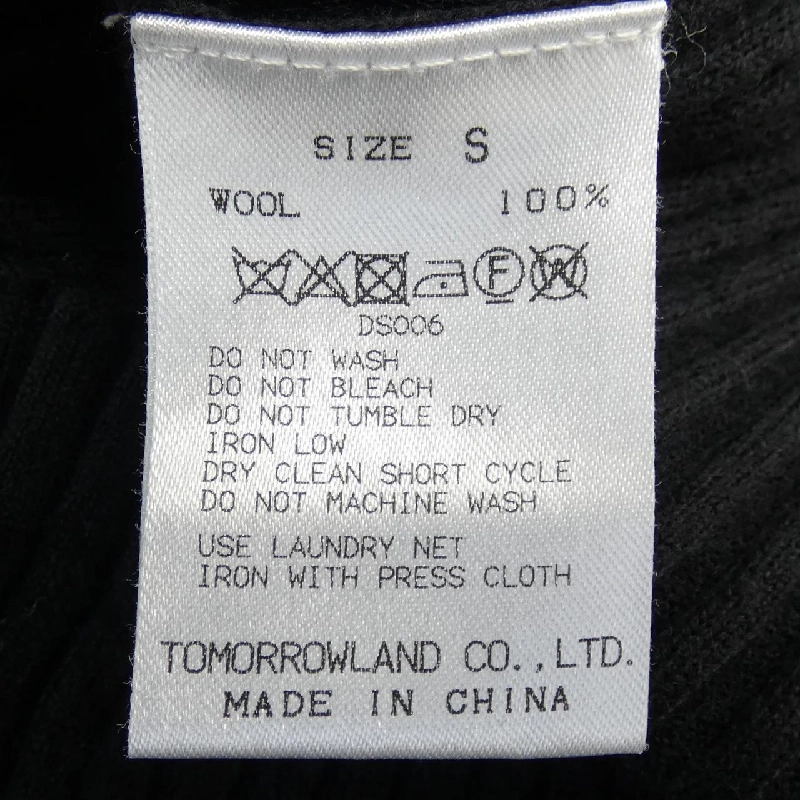 SIZE S
WOOL 100%
F W
DS006
DO NOT WASH
DO NOT BLEACH
DO NOT TUMBLE DRY
IRON LOW
DRY CLEAN SHORT CYCLE
DO NOT MACHINE WASH
USE LAUNDRY NET
IRON WITH PRESS CLOTH
TOMORROWLAND CO.,LTD.
MADE IN CHINA